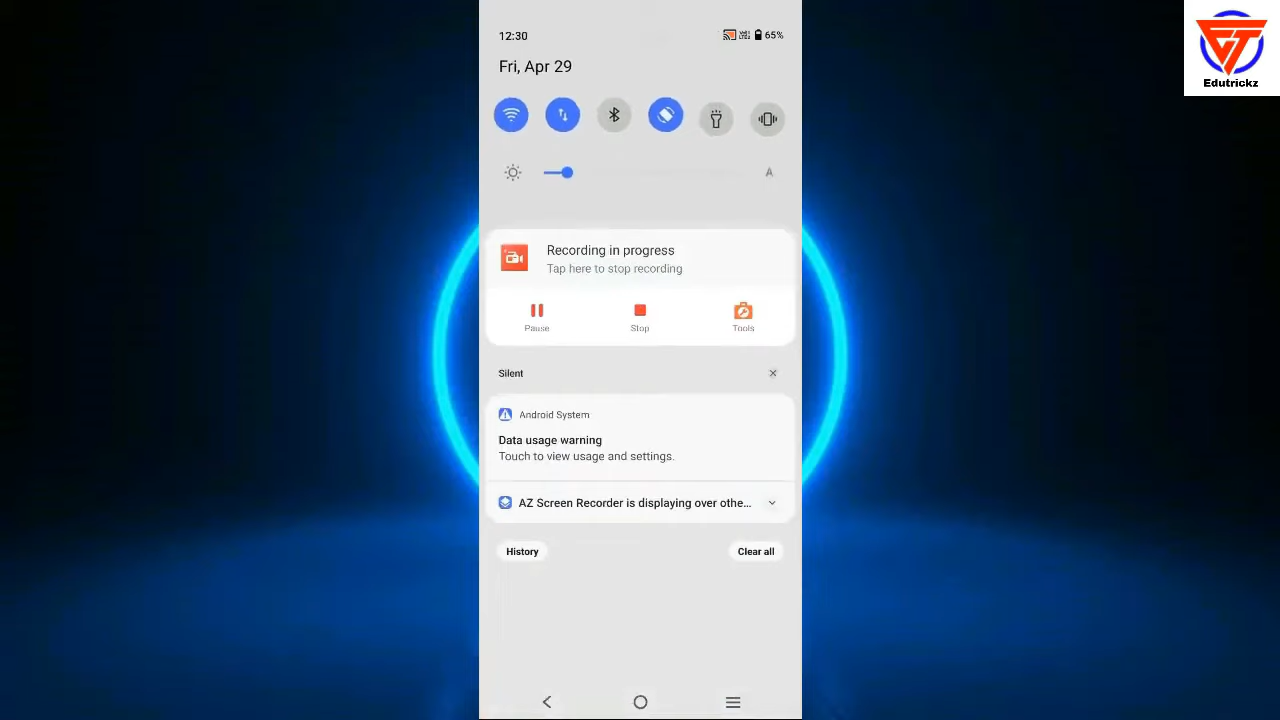 12:30
65%
Edutrickz
Fri, Apr 29
A
Recording in progress
Tap here to stop recording
Pause
Stop
Tools
Silent
Android System
Data usage warning
Touch to view usage and settings.
AZ Screen Recorder is displaying over othe...
History
Clear all